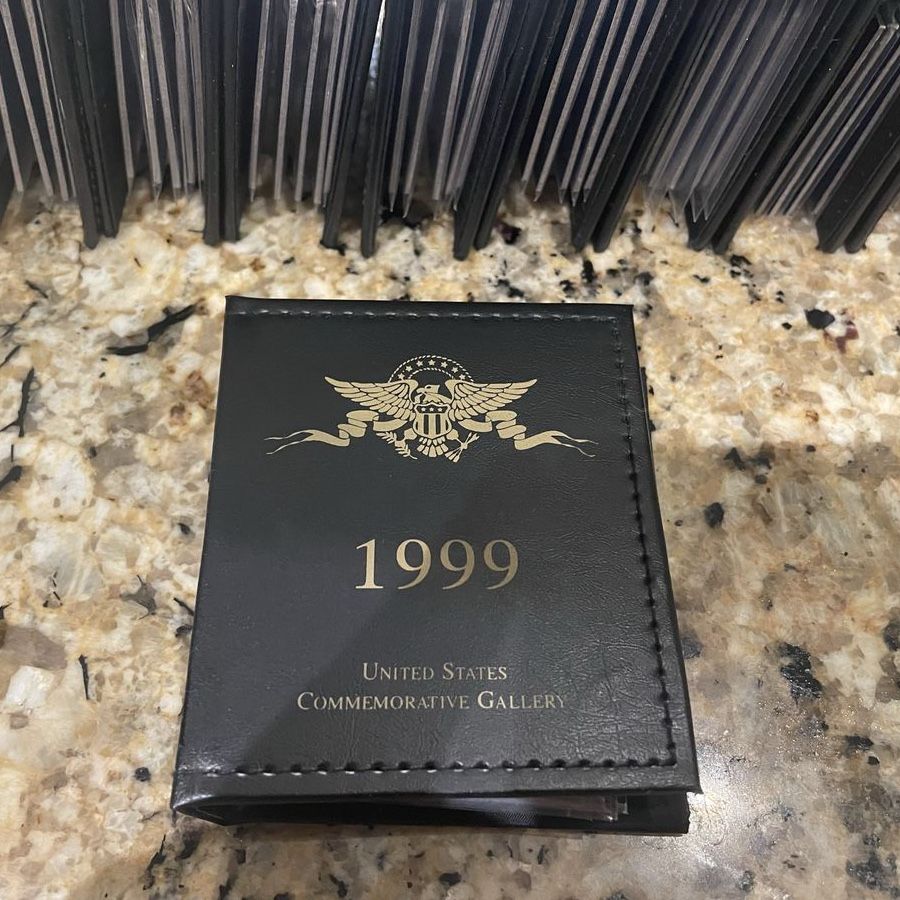 1999
United States
Commemorative Gallery